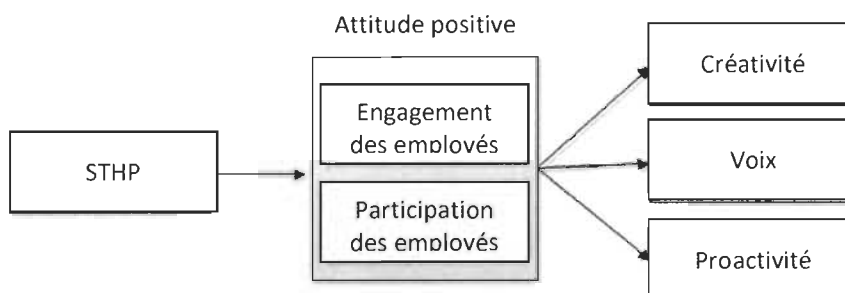 Attitude positive
STHP
Engagement
des employés
Participation
des employés
Créativité
Voix
Proactivité